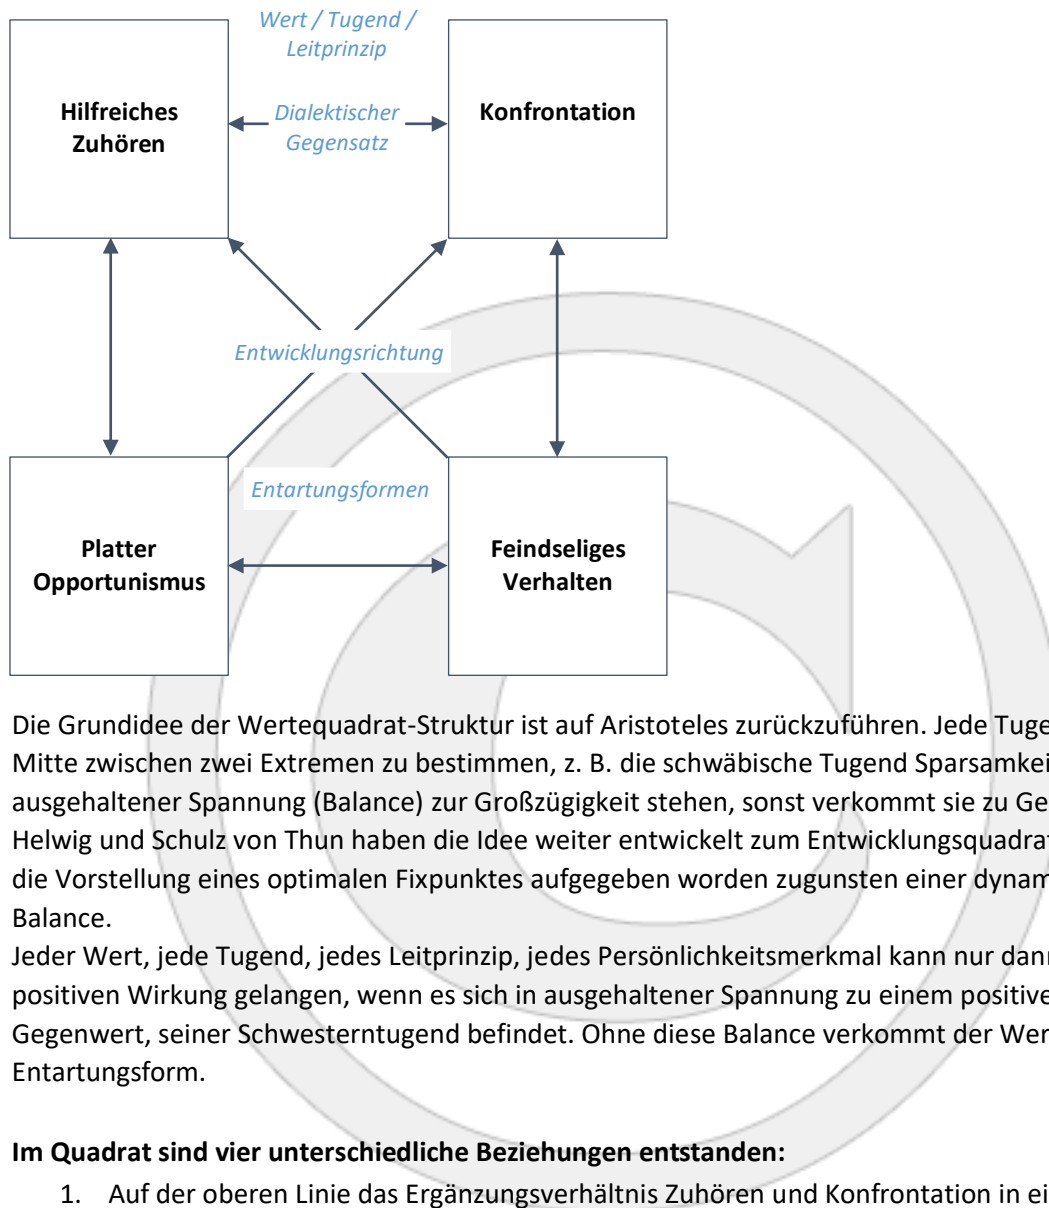 Wert / Tugend /
Leitprinzip
Hilfreiches
Zuhören
Dialektischer
Gegensatz
Konfrontation
Entwicklungsrichtung
Entartungsformen
Platter
Opportunismus
Feindseliges
Verhalten
Die Grundidee der Wertequadrat-Struktur ist auf Aristoteles zurückzuführen. Jede Tuge
Mitte zwischen zwei Extremen zu bestimmen, z. B. die schwäbische Tugend Sparsamkei
ausgehaltener Spannung (Balance) zur Großzügigkeit stehen, sonst verkommt sie zu Ge
Helwig und Schulz von Thun haben die Idee weiter entwickelt zum Entwicklungsquadrat
die Vorstellung eines optimalen Fixpunktes aufgegeben worden zugunsten einer dynam
Balance.
Jeder Wert, jede Tugend, jedes Leitprinzip, jedes Persönlichkeitsmerkmal kann nur dann
positiven Wirkung gelangen, wenn es sich in ausgehaltener Spannung zu einem positive
Gegenwert, seiner Schwesterntugend befindet. Ohne diese Balance verkommt der Wer
Entartungsform.
Im Quadrat sind vier unterschiedliche Beziehungen entstanden:
1. Auf der oberen Linie das Ergänzungsverhältnis Zuhören und Konfrontation in ei